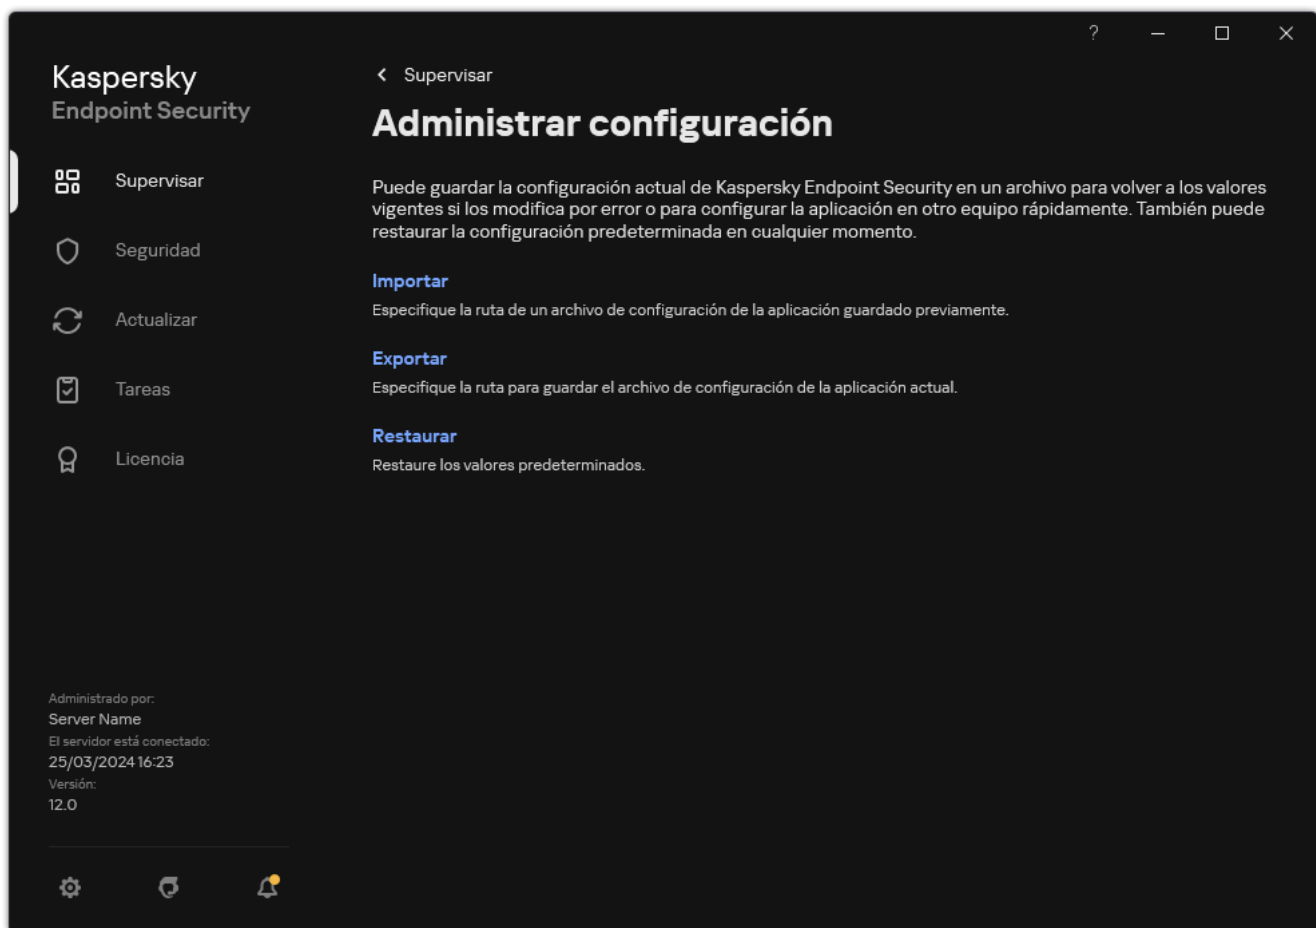 ?
Kaspersky
Endpoint Security
Supervisar
Seguridad
Actualizar
Tareas
Licencia
Administrado por:
Server Name
El servidor está conectado:
25/03/2024 16:23
Versión:
12.0
Supervisar
Administrar configuración
Puede guardar la configuración actual de Kaspersky Endpoint Security en un archivo para volver a los valores
vigentes si los modifica por error o para configurar la aplicación en otro equipo rápidamente. También puede
restaurar la configuración predeterminada en cualquier momento.
Importar
Especifique la ruta de un archivo de configuración de la aplicación guardado previamente.
Exportar
Especifique la ruta para guardar el archivo de configuración de la aplicación actual.
Restaurar
Restaure los valores predeterminados.